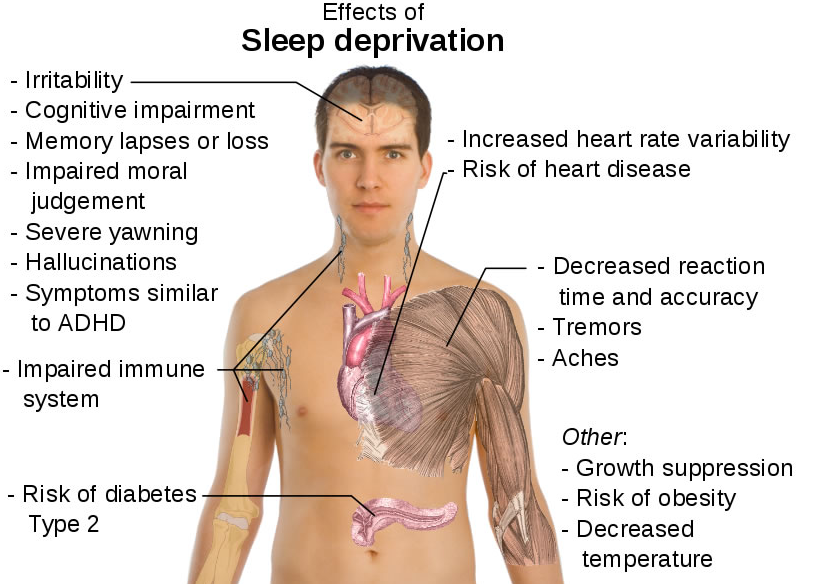 Effects of
Sleep deprivation
- Irritability
- Cognitive impairment
- Memory lapses or loss
- Impaired moral
judgement
- Severe yawning
- Hallucinations
- Symptoms similar
to ADHD
- Impaired immune
system
- Risk of diabetes
Type 2
- Increased heart rate variability
- Risk of heart disease
- Decreased reaction
time and accuracy
- Tremors
- Aches
Other:
- Growth suppression
- Risk of obesity
- Decreased
temperature